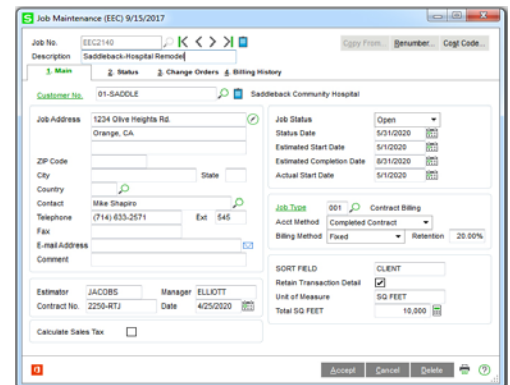 S Job Maintenance (EEC) 9/15/2017
Job No. EEC2140 Copy From... Renumber... Cost Code...
Description Saddleback-Hospital Remodel
1. Main 2. Status 3. Change Orders 4. Billing History
Customer No. 01-SADDLE Saddleback Community Hospital
Job Address 1234 Olive Heights Rd.
Orange, CA
ZIP Code
City State
Country
Contact Mike Shapiro
Telephone (714) 633-2571 Ext 545
Fax
E-mail Address
Comment
Estimator JACOBS Manager ELLIOTT
Contract No. 2250-RTJ Date 4/25/2020
Calculate Sales Tax
Job Status Open
Status Date 5/31/2020
Estimated Start Date 5/1/2020
Estimated Completion Date 8/31/2020
Actual Start Date 5/1/2020
Job Type 001 Contract Billing
Acct Method Completed Contract
Billing Method Fixed Retention 20.00%
SORT FIELD CLIENT
Retain Transaction Detail
Unit of Measure SQ FEET
Total SQ FEET 10,000
Accept Cancel Delete